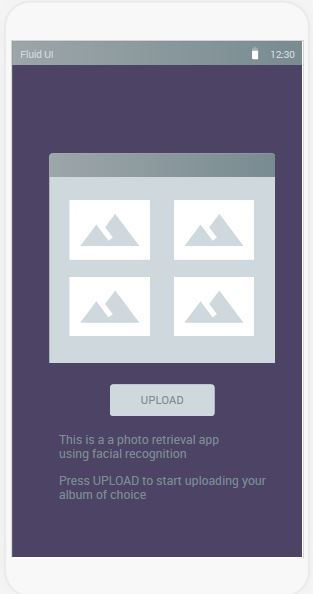 Fluid UI
12:30
UPLOAD
This is a a photo retrieval app
using facial recognition
Press UPLOAD to start uploading your
album of choice